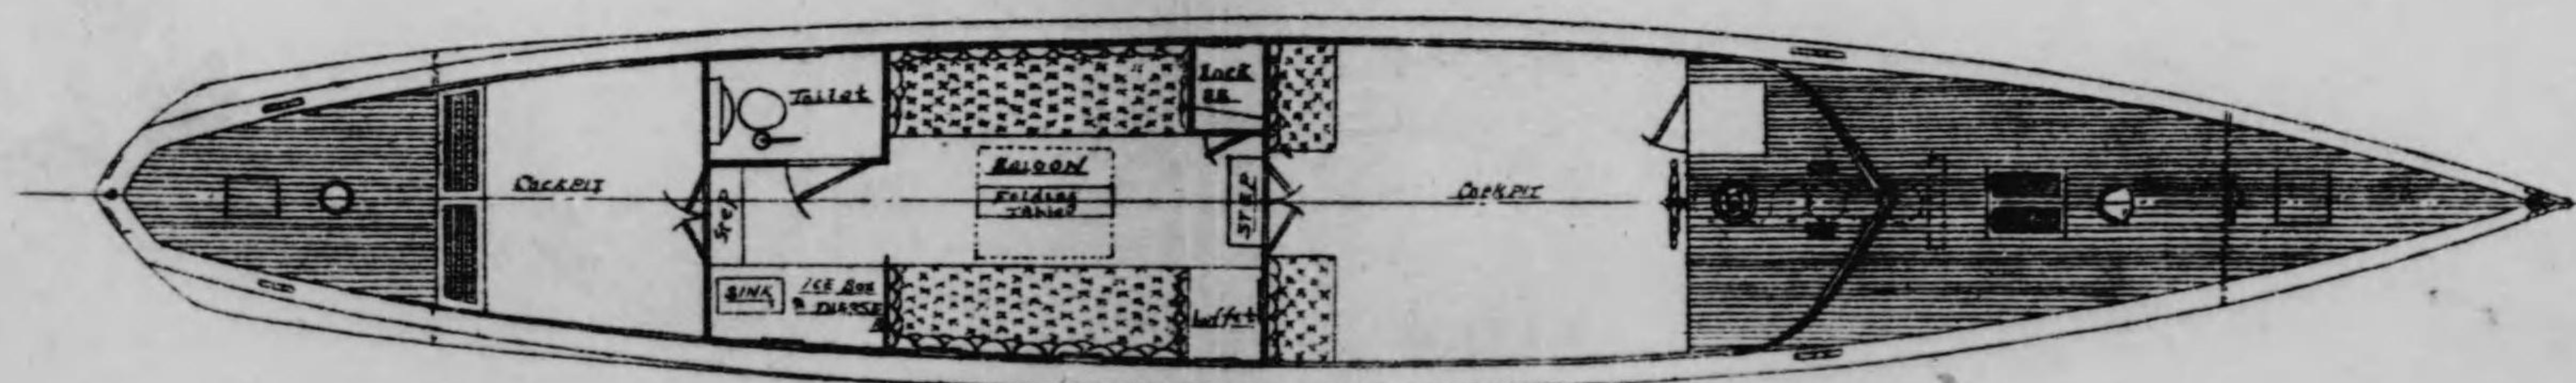 Toilet
Lock
ER
COCKPIT
SALOON
Folding
Table
COCKPIT
Step
STEP
SINK
ICE BOX
buffet